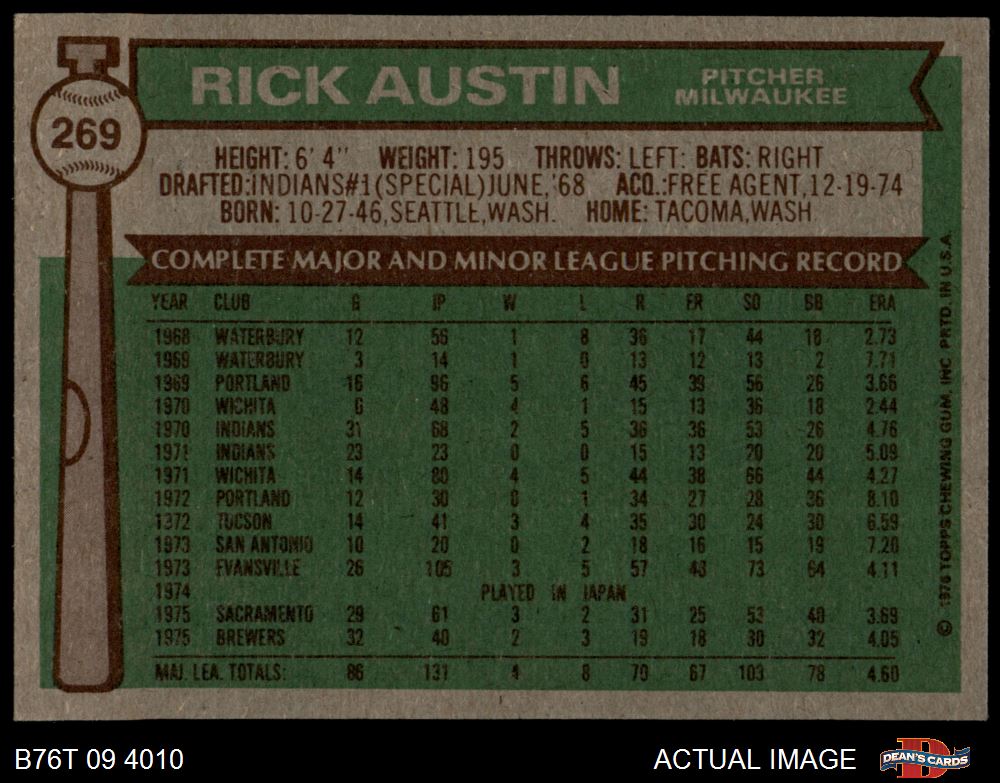 RICK AUSTIN
PITCHER
MILWAUKEE
269
HEIGHT: 6' 4" WEIGHT: 195 THROWS: LEFT: BATS: RIGHT
DRAFTED: INDIANS#1(SPECIAL)JUNE,'68 ACQ.:FREE AGENT,12-19-74
BORN: 10-27-46,SEATTLE,WASH. HOME: TACOMA,WASH
COMPLETE MAJOR AND MINOR LEAGUE PITCHING RECORD
YEAR CLUB G IP W L R ER SO BB ERA
1968 WATERBURY 12 56 1 8 36 17 44 18 2.73
1969 WATERBURY 3 14 1 0 13 12 13 2 7.71
1969 PORTLAND 16 96 5 6 45 39 56 26 3.66
1970 WICHITA 6 48 4 1 15 13 36 18 2.44
1970 INDIANS 31 68 2 5 36 36 53 26 4.76
1971 INDIANS 23 23 0 0 15 13 20 20 5.09
1971 WICHITA 14 80 4 5 44 38 66 44 4.27
1972 PORTLAND 12 30 0 1 34 27 28 36 8.10
1972 TUCSON 14 41 3 4 35 30 24 30 6.59
1973 SAN ANTONIO 10 20 0 2 18 16 15 19 7.20
1973 EVANSVILLE 26 105 3 5 57 48 73 64 4.11
1974 PLAYED IN JAPAN
1975 SACRAMENTO 29 61 3 2 31 25 53 40 3.69
1975 BREWERS 32 40 2 3 19 18 30 32 4.05
MAJ. LEA. TOTALS: 86 131 4 8 70 67 103 78 4.60
© 1976 TOPPS CHEWING GUM, INC. PRTD. IN U.S.A.
B76T 09 4010
ACTUAL IMAGE
DEAN'S CARDS